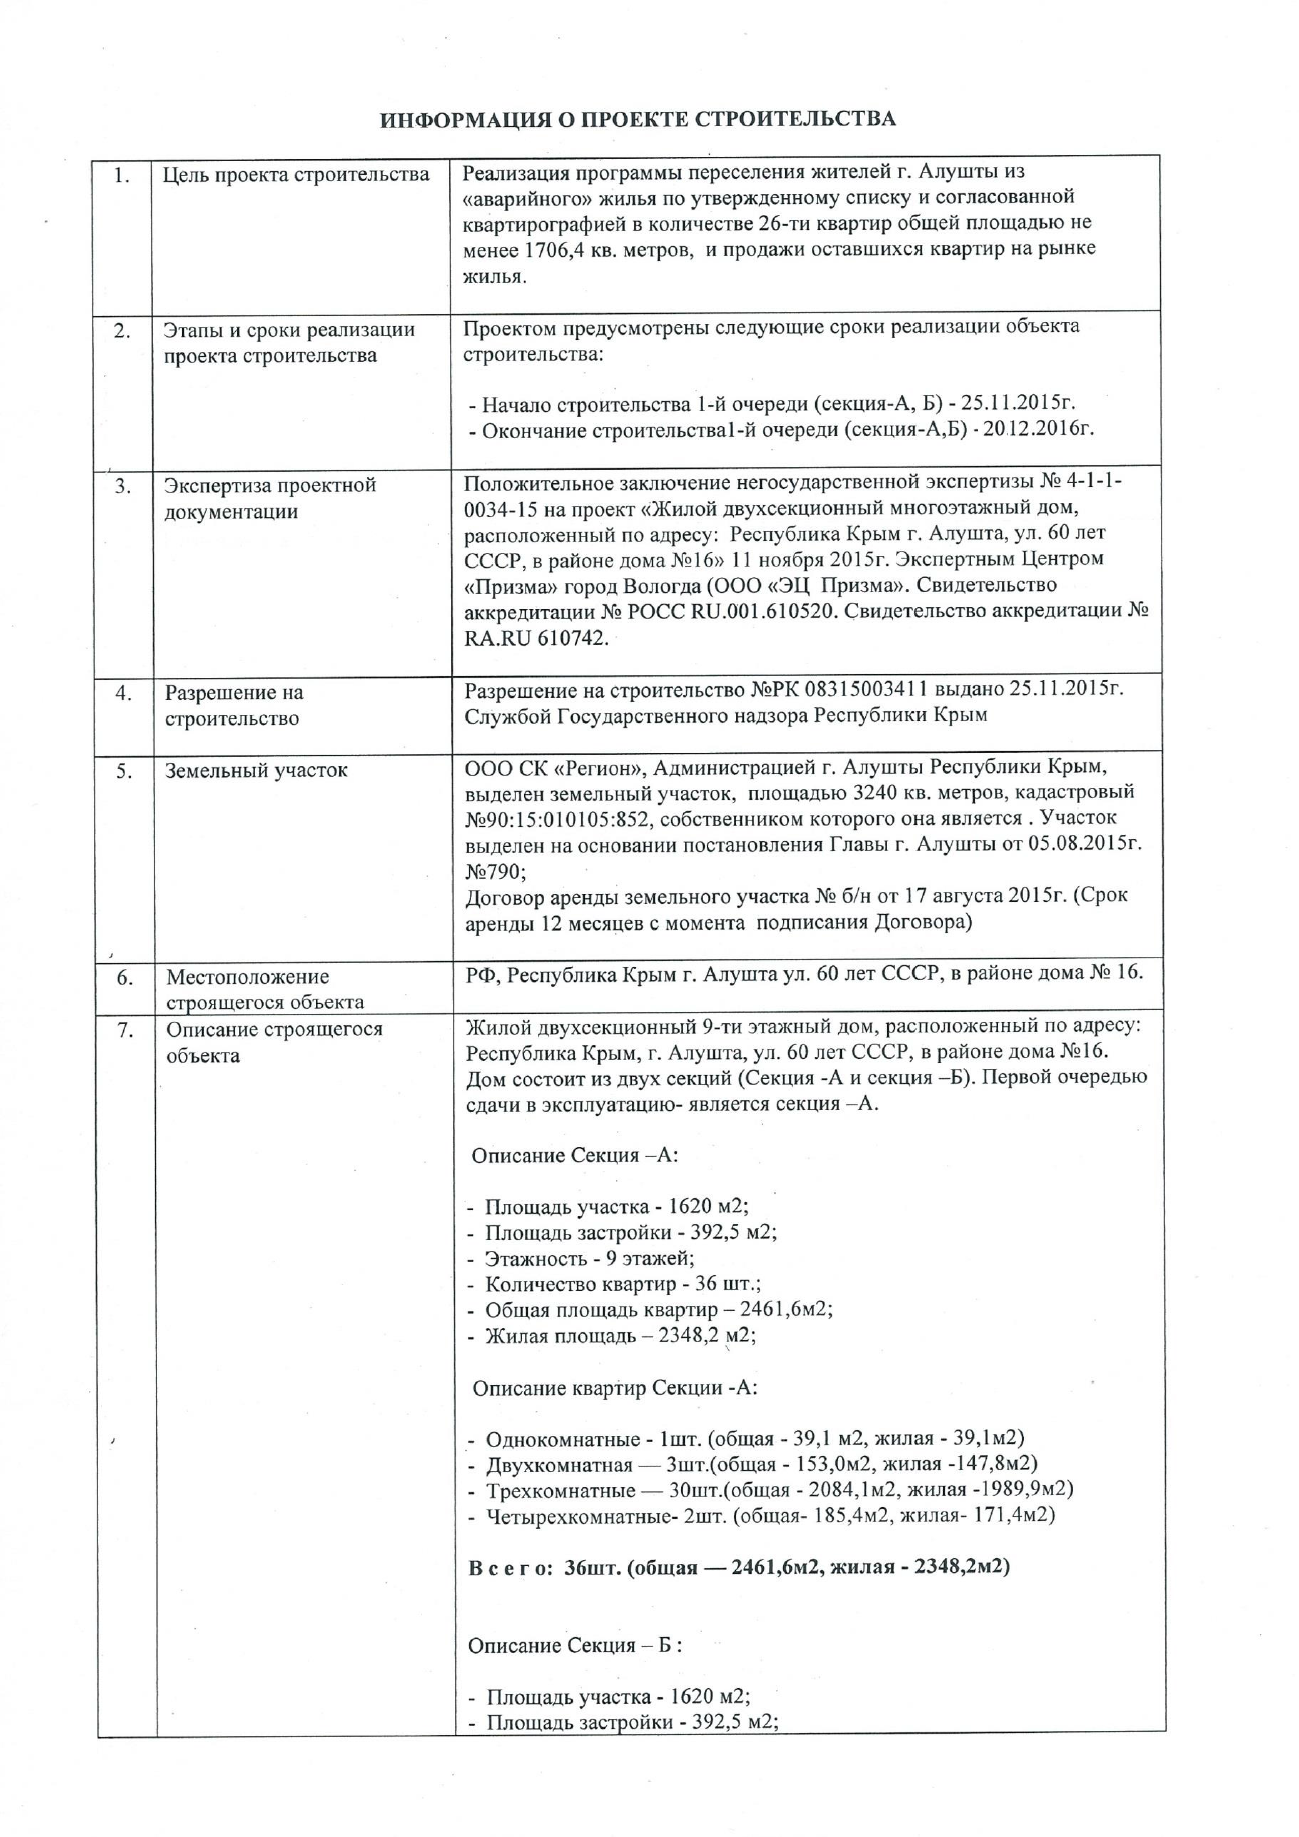 ИНФОРМАЦИЯ О ПРОЕКТЕ СТРОИТЕЛЬСТВА
1.
Цель проекта строительства
Реализация программы переселения жителей г. Алушты из
«аварийного» жилья по утвержденному списку и согласованной
квартирографией в количестве 26-ти квартир общей площадью не
менее 1706,4 кв. метров, и продажи оставшихся квартир на рынке
жилья.
2.
Этапы и сроки реализации
проекта строительства
Проектом предусмотрены следующие сроки реализации объекта
строительства:
- Начало строительства 1-й очереди (секция-А, Б) - 25.11.2015г.
- Окончание строительства1-й очереди (секция-А,Б) - 20.12.2016г.
3.
Экспертиза проектной
документации
Положительное заключение негосударственной экспертизы № 4-1-1-
0034-15 на проект «Жилой двухсекционный многоэтажный дом,
расположенный по адресу: Республика Крым г. Алушта, ул. 60 лет
СССР, в районе дома №16» 11 ноября 2015г. Экспертным Центром
«Призма» город Вологда (ООО «ЭЦ Призма». Свидетельство
аккредитации № РОСС RU.001.610520. Свидетельство аккредитации №
RA.RU 610742.
4.
Разрешение на
строительство
Разрешение на строительство №РК 08315003411 выдано 25.11.2015г.
Службой Государственного надзора Республики Крым
5.
Земельный участок
ООО СК «Регион», Администрацией г. Алушты Республики Крым,
выделен земельный участок, площадью 3240 кв. метров, кадастровый
№90:15:010105:852, собственником которого она является . Участок
выделен на основании постановления Главы г. Алушты от 05.08.2015г.
№790;
Договор аренды земельного участка № б/н от 17 августа 2015г. (Срок
аренды 12 месяцев с момента подписания Договора)
6.
Местоположение
строящегося объекта
РФ, Республика Крым г. Алушта ул. 60 лет СССР, в районе дома № 16.
7.
Описание строящегося
объекта
Жилой двухсекционный 9-ти этажный дом, расположенный по адресу:
Республика Крым, г. Алушта, ул. 60 лет СССР, в районе дома №16.
Дом состоит из двух секций (Секция -А и секция –Б). Первой очередью
сдачи в эксплуатацию- является секция –А.
Описание Секция –А:
- Площадь участка - 1620 м2;
- Площадь застройки - 392,5 м2;
- Этажность - 9 этажей;
- Количество квартир - 36 шт.;
- Общая площадь квартир – 2461,6м2;
- Жилая площадь – 2348,2 м2;
Описание квартир Секции -А:
- Однокомнатные - 1шт. (общая - 39,1 м2, жилая - 39,1м2)
- Двухкомнатная — 3шт.(общая - 153,0м2, жилая -147,8м2)
- Трехкомнатные — 30шт.(общая - 2084,1м2, жилая -1989,9м2)
- Четырехкомнатные- 2шт. (общая- 185,4м2, жилая- 171,4м2)
В с е г о: 36шт. (общая — 2461,6м2, жилая - 2348,2м2)
Описание Секция – Б :
- Площадь участка - 1620 м2;
- Площадь застройки - 392,5 м2;